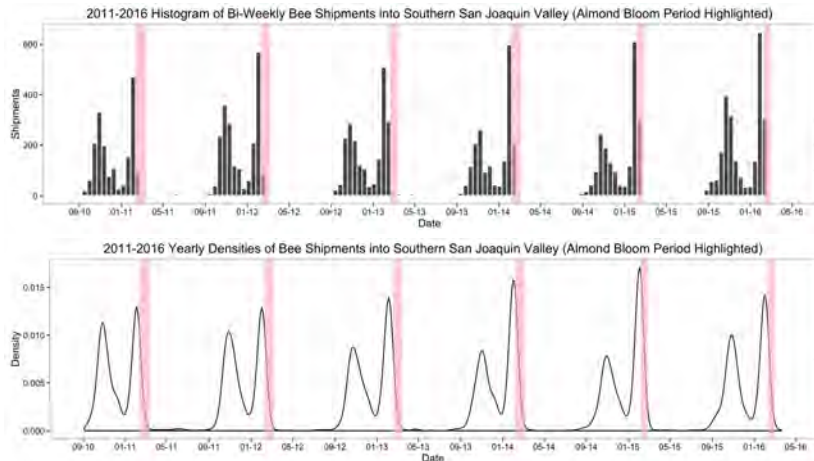 2011-2016 Histogram of Bi-Weekly Bee Shipments into Southern San Joaquin Valley (Almond Bloom Period Highlighted)
600
400
200
0
Shipments
09-10 01-11 05-11 09-11 01-12 05-12 09-12 01-13 05-13 09-13 01-14 05-14 09-14 01-15 05-15 09-15 01-16 05-16
Date
2011-2016 Yearly Densities of Bee Shipments into Southern San Joaquin Valley (Almond Bloom Period Highlighted)
0.015
0.010
0.005
0.000
Density
09-10 01-11 05-11 09-11 01-12 05-12 09-12 01-13 05-13 09-13 01-14 05-14 09-14 01-15 05-15 09-15 01-16 05-16
Date